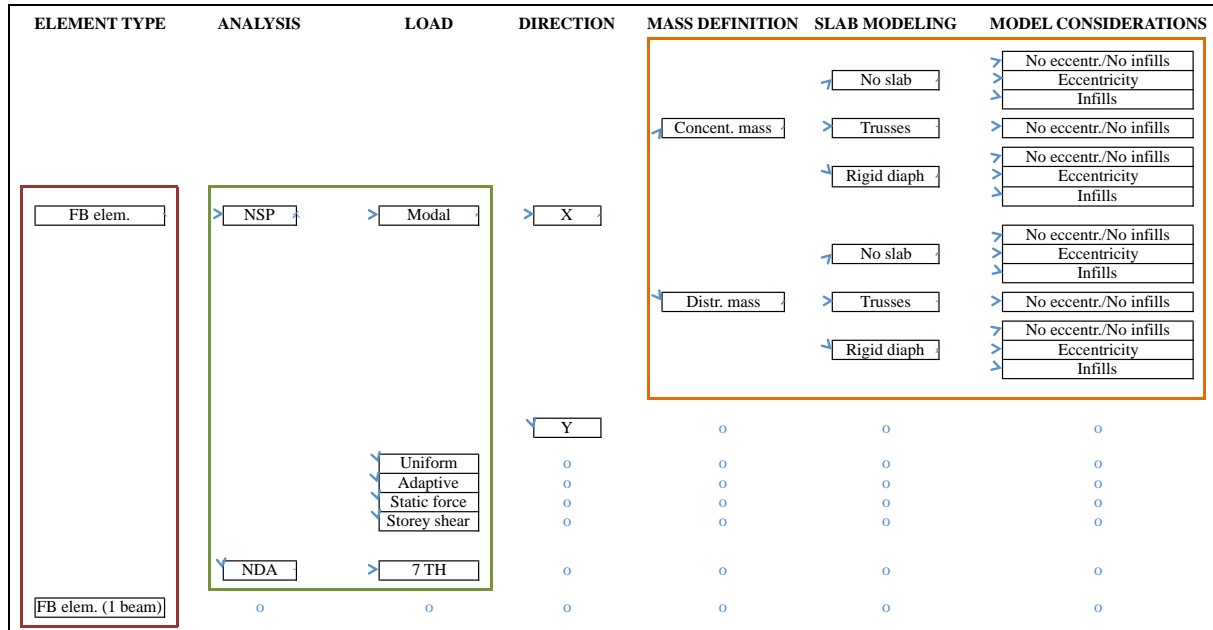 ELEMENT TYPE ANALYSIS LOAD DIRECTION MASS DEFINITION SLAB MODELING MODEL CONSIDERATIONS
No eccentr./No infills
No slab Eccentricity
Infills
Concent. mass Trusses No eccentr./No infills
No eccentr./No infills
Rigid diaph Eccentricity
Infills
FB elem. NSP Modal X
No eccentr./No infills
No slab Eccentricity
Infills
Distr. mass Trusses No eccentr./No infills
No eccentr./No infills
Rigid diaph Eccentricity
Infills
Y o o o
Uniform o o o o
Adaptive o o o o
Static force o o o o
Storey shear o o o o
NDA 7 TH o o o o
FB elem. (1 beam) o o o o o o